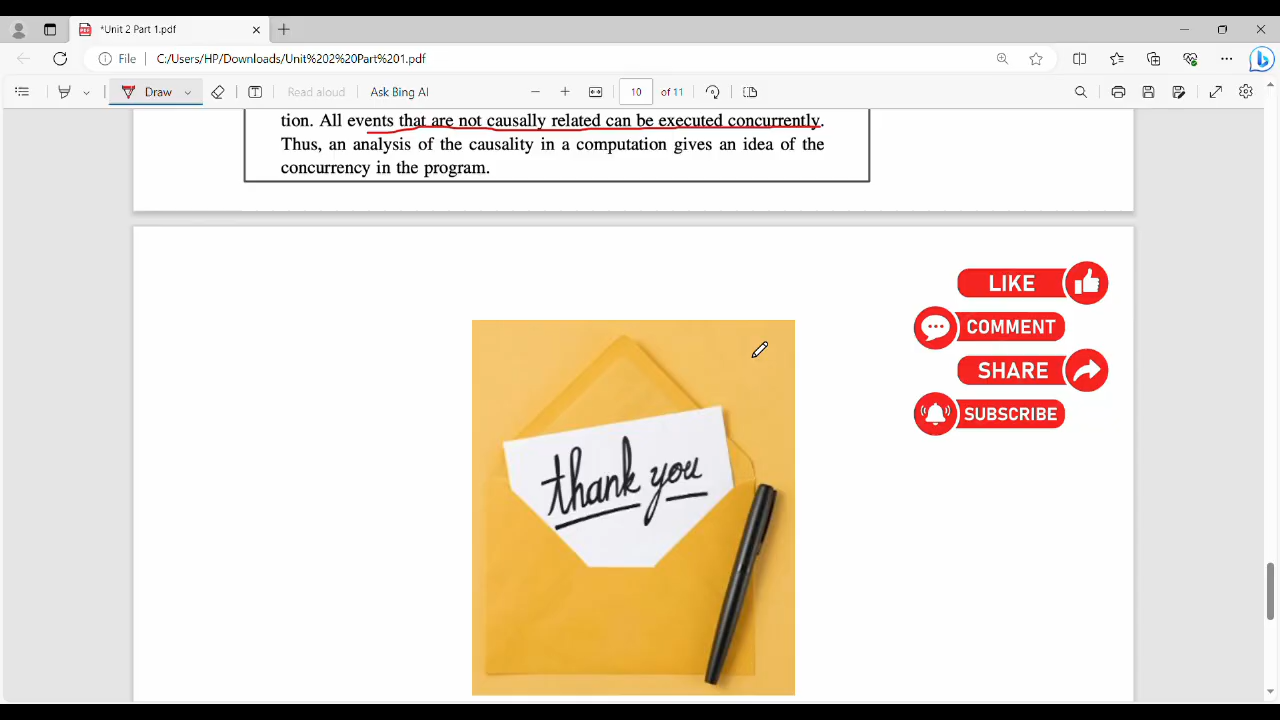 *Unit 2 Part 1.pdf
File
C:/Users/HP/Downloads/Unit%202%20Part%201.pdf
Draw
Read aloud
Ask Bing AI
10
of 11
tion. All events that are not causally related can be executed concurrently.
Thus, an analysis of the causality in a computation gives an idea of the
concurrency in the program.
LIKE
COMMENT
SHARE
SUBSCRIBE
thank you